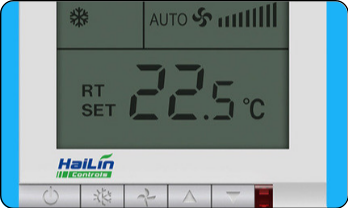 AUTO
RT
SET 22.5 °C
HaiLin
Controls